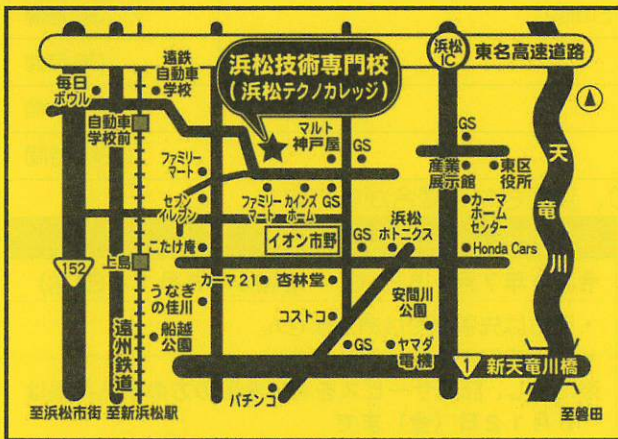 浜松
IC
東名高速道路
遠鉄
自動車
学校
浜松技術専門校
(浜松テクノカレッジ)
毎日
ボウル
自動車
学校前
マルト
神戸屋
GS
GS
産業
展示館
東区
役所
天竜川
ファミリー
マート
セブン
イレブン
ファミリー
マート
カインズ
ホーム
GS
カーマ
ホーム
センター
浜松
ホトニクス
イオン市野
GS
こたけ庵
Honda Cars
152
上島
カーマ21
杏林堂
うなぎ
の佳川
コストコ
安間川
公園
遠州鉄道
船越
公園
GS
ヤマダ
電機
1
新天竜川橋
パチンコ
至浜松市街
至新浜松駅
至磐田